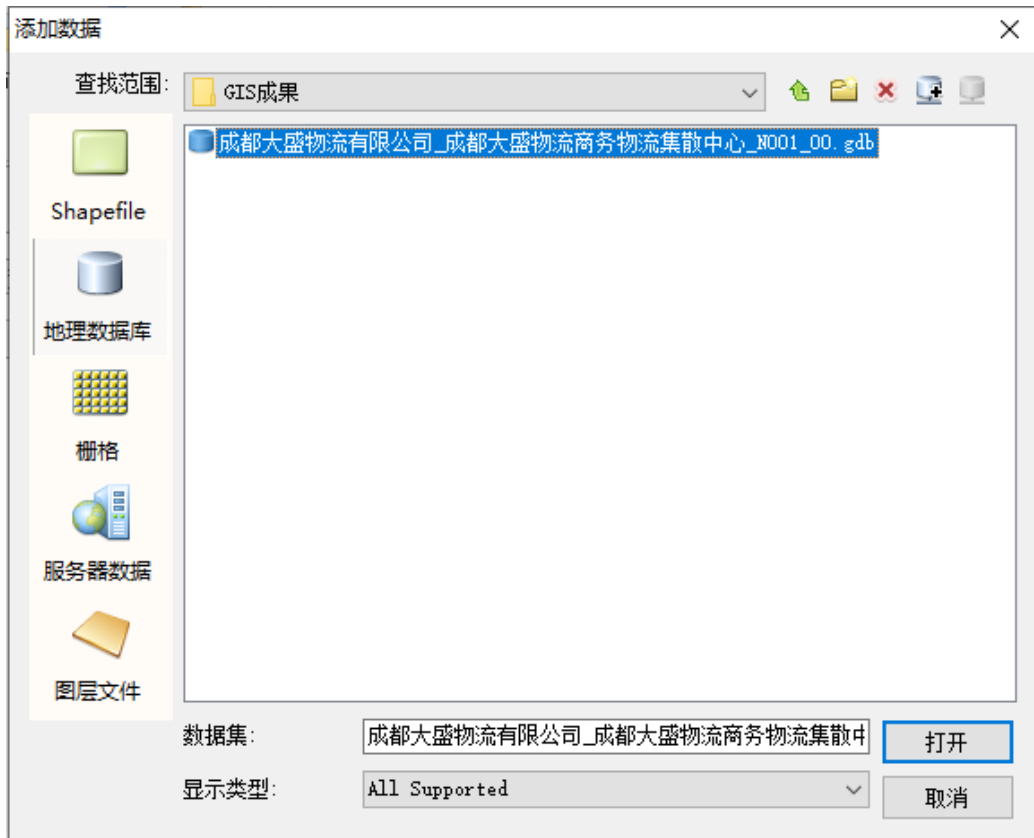 添加数据
查找范围:
GIS成果
成都大盛物流有限公司_成都大盛物流商务物流集散中心_N001_00.gdb
Shapefile
地理数据库
栅格
服务器数据
图层文件
数据集:
成都大盛物流有限公司_成都大盛物流商务物流集散中
打开
显示类型:
All Supported
取消